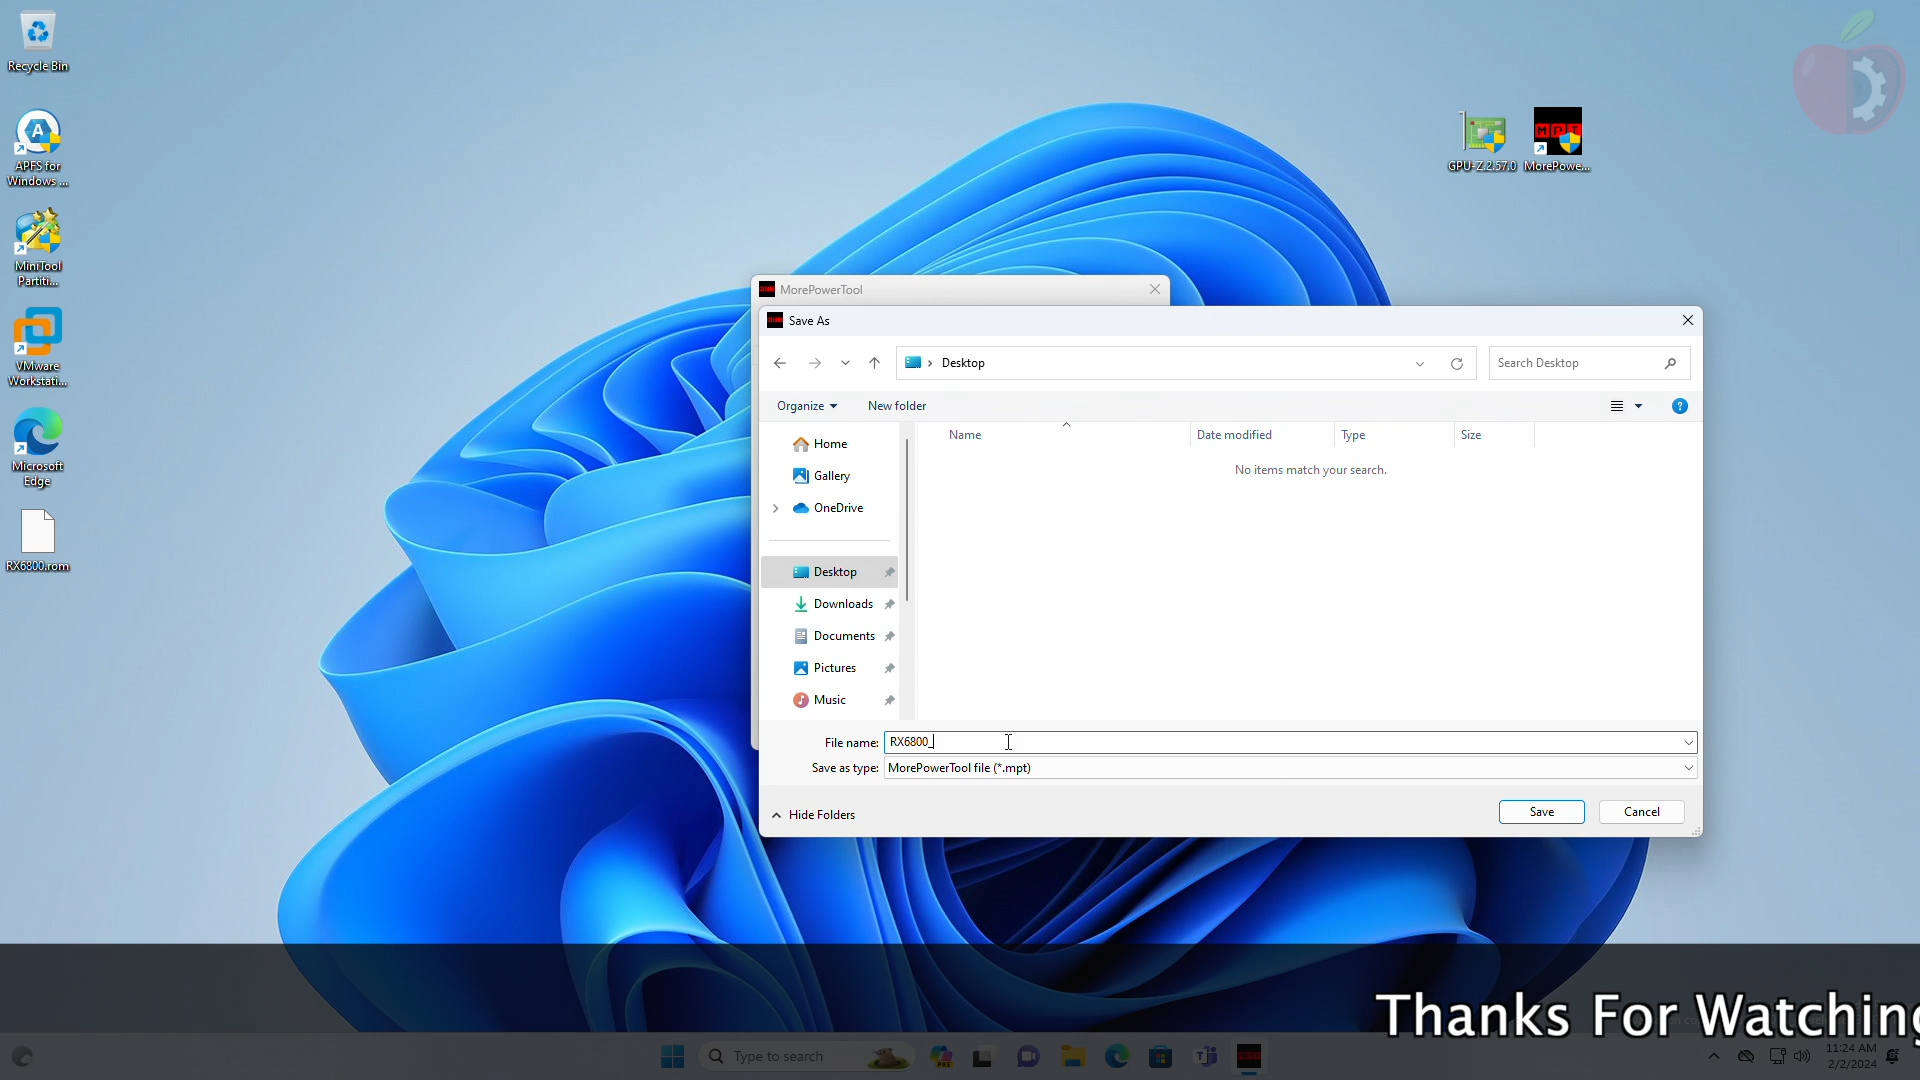 Recycle Bin
APFS for
Windows ...
MiniTool
Partiti...
VMware
Workstati...
Microsoft
Edge
RX6800.rom
GPU-Z.2.57.0
MPT
MorePowe...
MorePowerTool
Save As
Desktop
Search Desktop
Organize
New folder
Name
Date modified
Type
Size
No items match your search.
Home
Gallery
OneDrive
Desktop
Downloads
Documents
Pictures
Music
File name: RX6800_
Save as type: MorePowerTool file (*.mpt)
Hide Folders
Save
Cancel
Thanks For Watching
Type to search
PRE
11:24 AM
2/2/2024